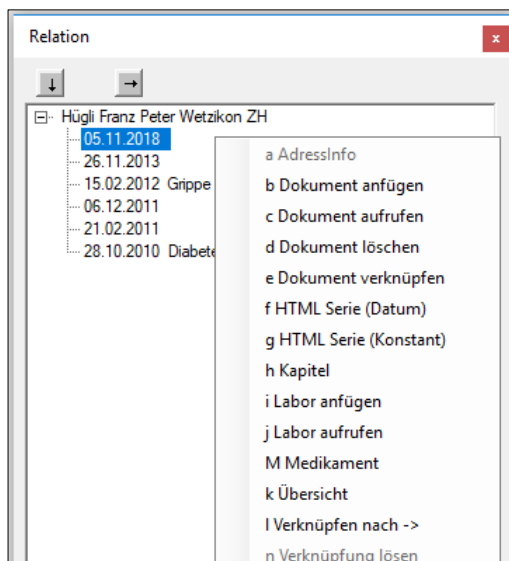 Relation
x
↓ →
Hügli Franz Peter Wetzikon ZH
05.11.2018
26.11.2013
15.02.2012 Grippe
06.12.2011
21.02.2011
28.10.2010 Diabete
a AdressInfo
b Dokument anfügen
c Dokument aufrufen
d Dokument löschen
e Dokument verknüpfen
f HTML Serie (Datum)
g HTML Serie (Konstant)
h Kapitel
i Labor anfügen
j Labor aufrufen
M Medikament
k Übersicht
l Verknüpfen nach ->
n Verknüpfung lösen